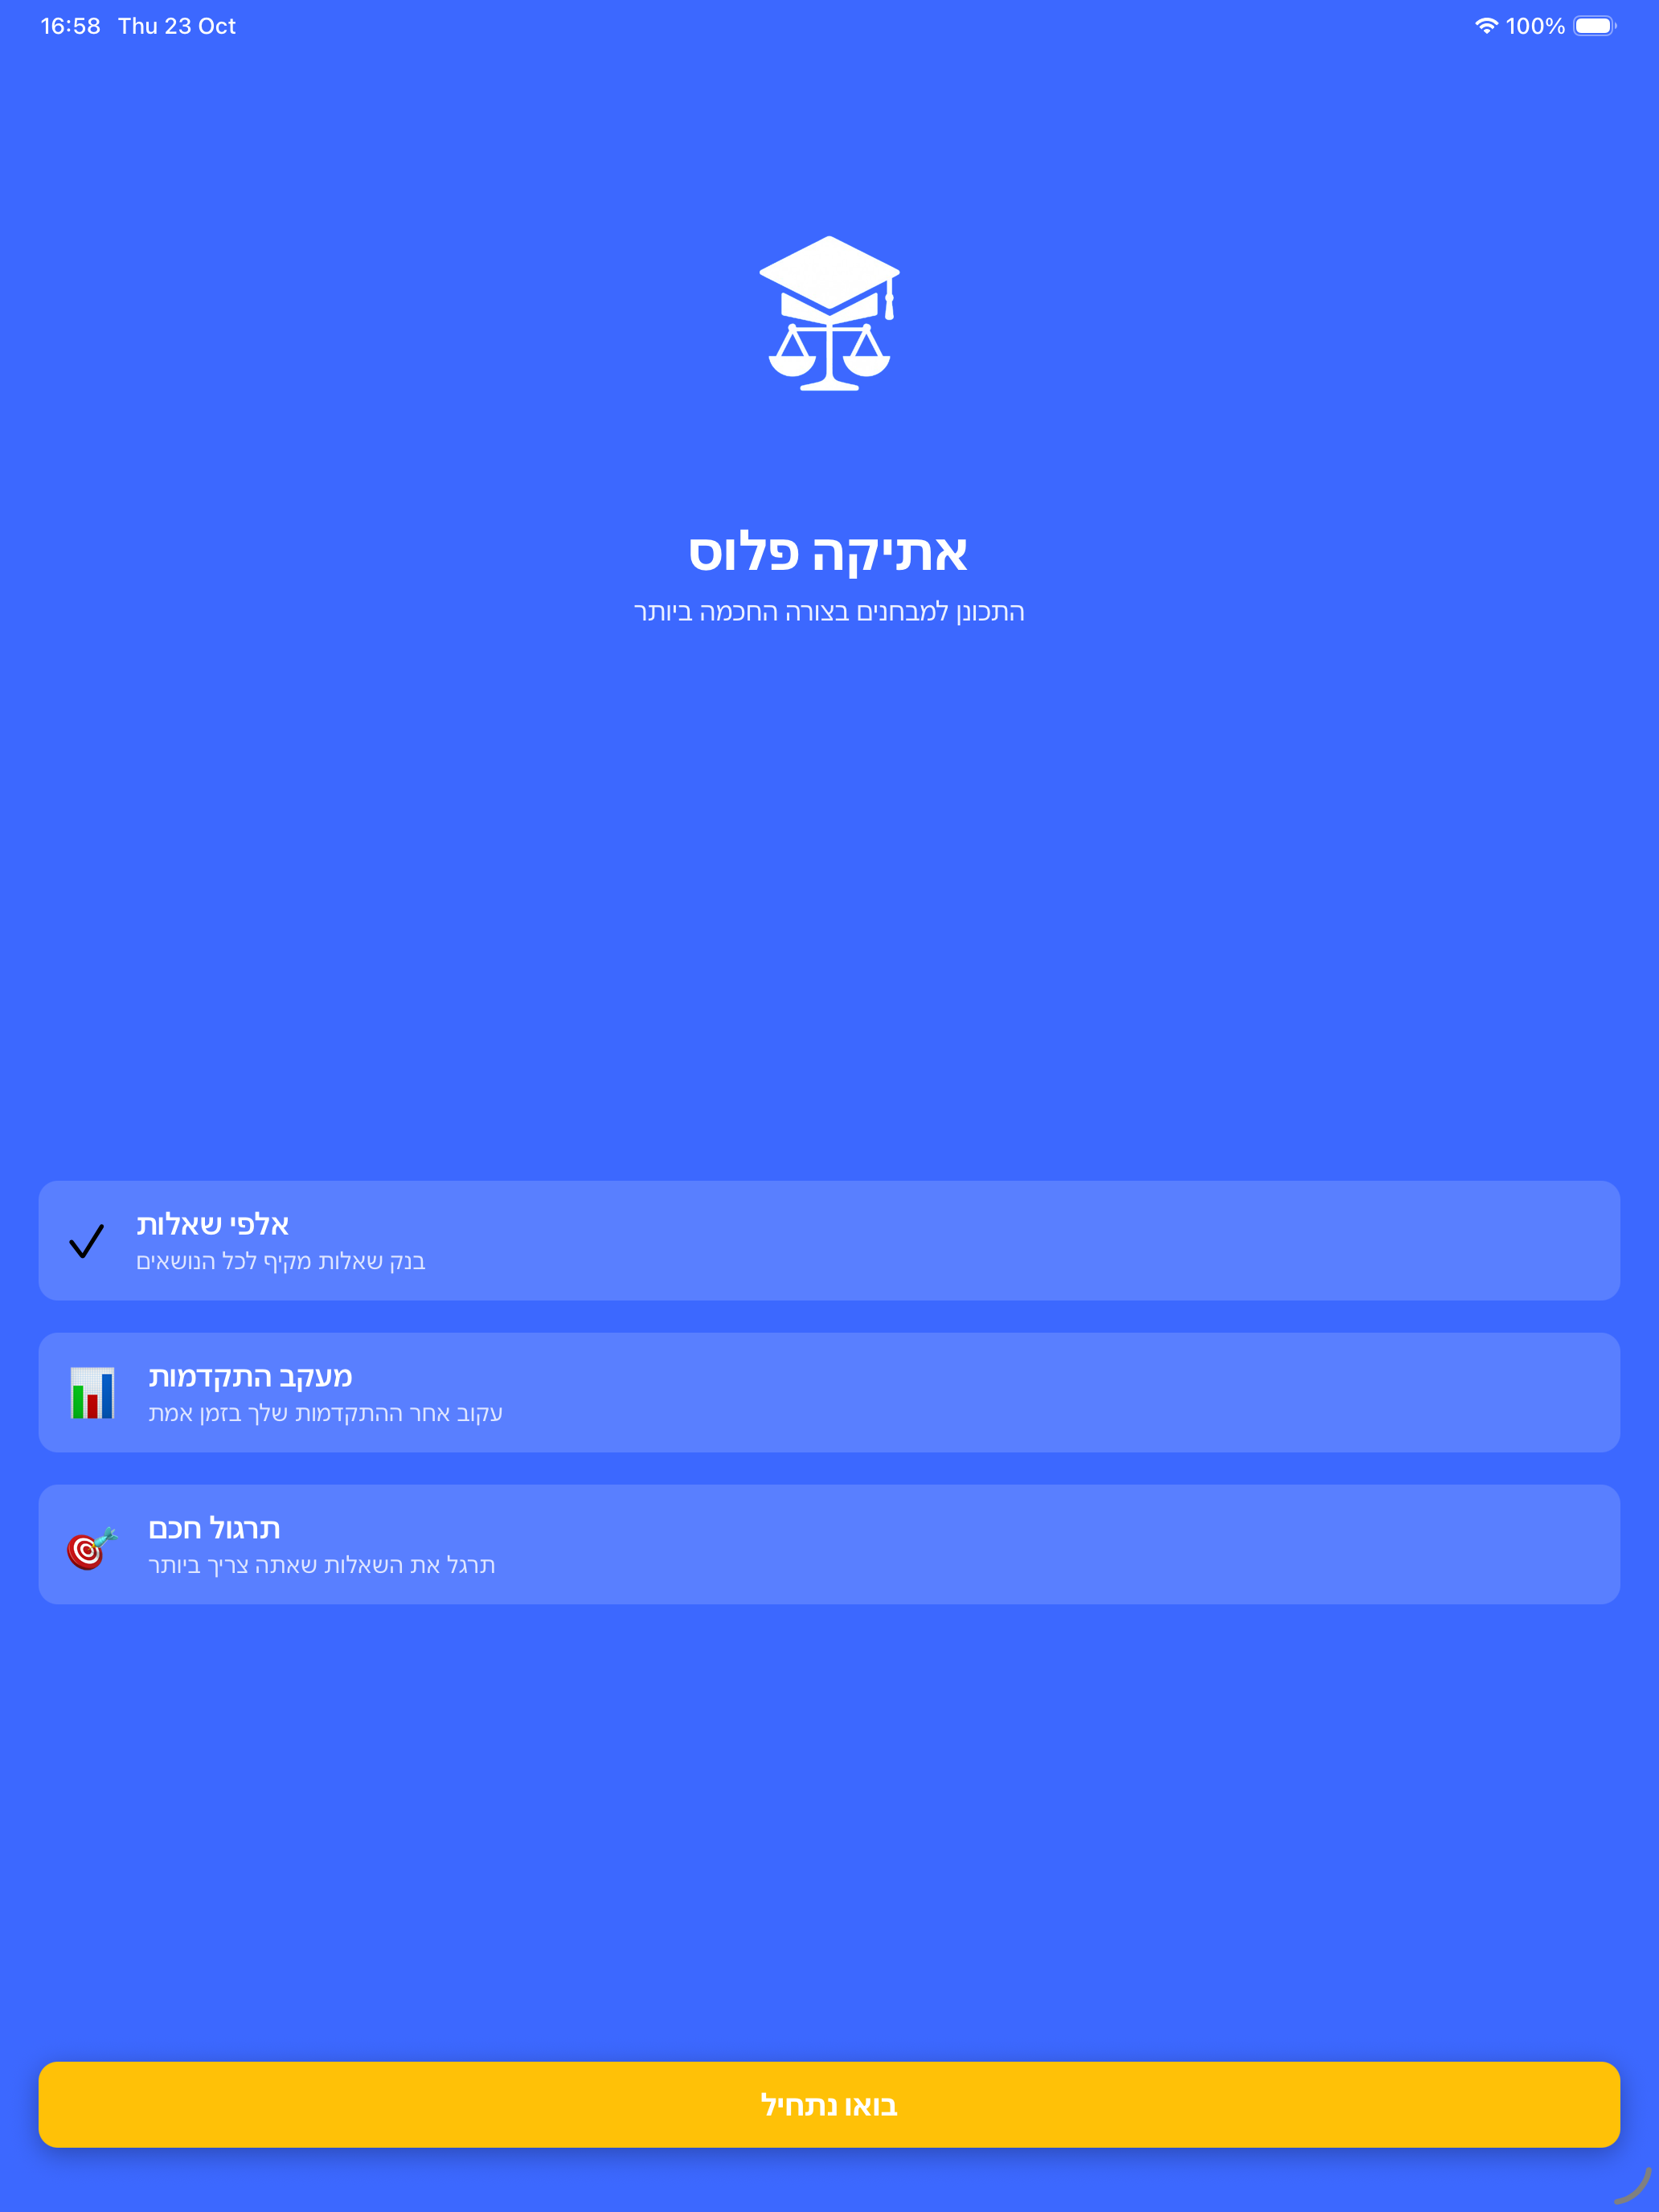 16:58 Thu 23 Oct
100%
אתיקה פלוס
התכונן למבחנים בצורה החכמה ביותר
אלפי שאלות
בנק שאלות מקיף לכל הנושאים
מעקב התקדמות
עקוב אחר ההתקדמות שלך בזמן אמת
תרגול חכם
תרגל את השאלות שאתה צריך ביותר
בואו נתחיל